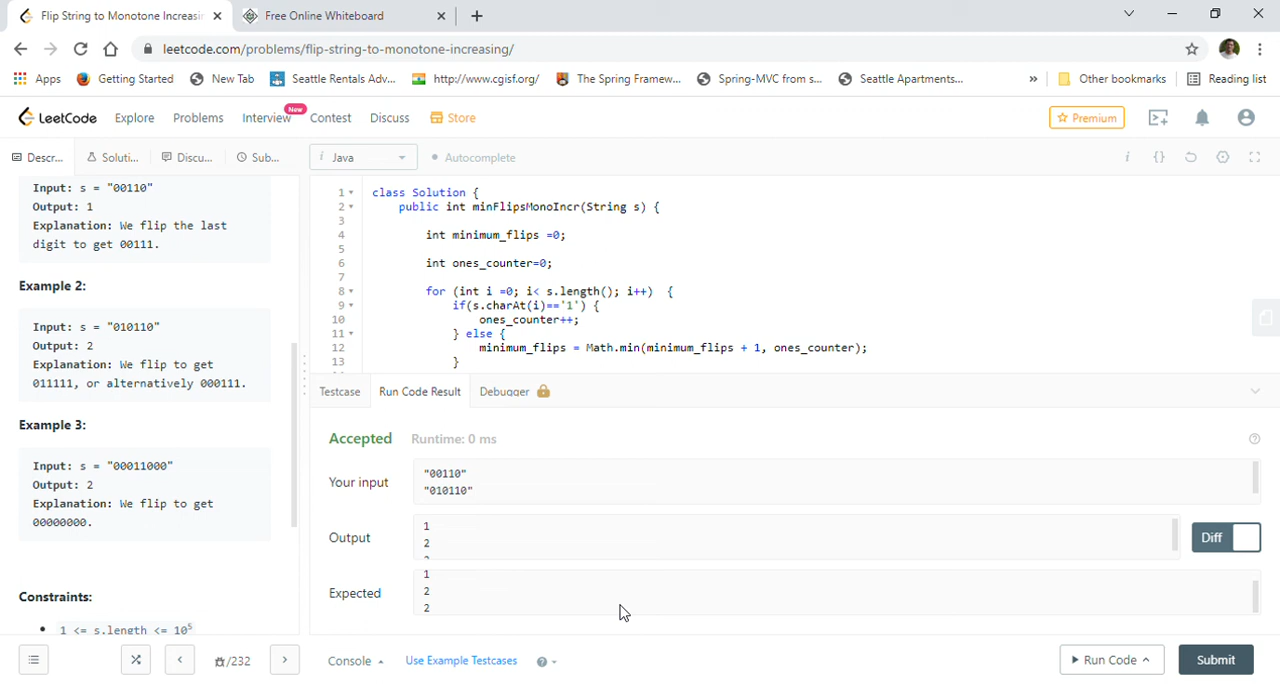 Flip String to Monotone Increasin
Free Online Whiteboard
leetcode.com/problems/flip-string-to-monotone-increasing/
Apps
Getting Started
New Tab
Seattle Rentals Adv...
http://www.cgisf.org/
The Spring Framew...
Spring-MVC from s...
Seattle Apartments...
»
Other bookmarks
Reading list
LeetCode
Explore
Problems
Interview
New
Contest
Discuss
Store
Premium
Descr...
Soluti...
Discu...
Sub...
i Java
Autocomplete
Input: s = "00110"
Output: 1
Explanation: We flip the last
digit to get 00111.
Example 2:
Input: s = "010110"
Output: 2
Explanation: We flip to get
011111, or alternatively 000111.
Example 3:
Input: s = "00011000"
Output: 2
Explanation: We flip to get
00000000.
Constraints:
• 1 <= s.length <= 10⁵
1 class Solution {
2 public int minFlipsMonoIncr(String s) {
3
4 int minimum_flips =0;
5
6 int ones_counter=0;
7
8 for (int i =0; i< s.length(); i++) {
9 if(s.charAt(i)=='1') {
10 ones_counter++;
11 } else {
12 minimum_flips = Math.min(minimum_flips + 1, ones_counter);
13 }
Testcase
Run Code Result
Debugger
Accepted
Runtime: 0 ms
Your input
"00110"
"010110"
Output
1
2
Diff
Expected
1
2
2
/232
Console
Use Example Testcases
Run Code
Submit